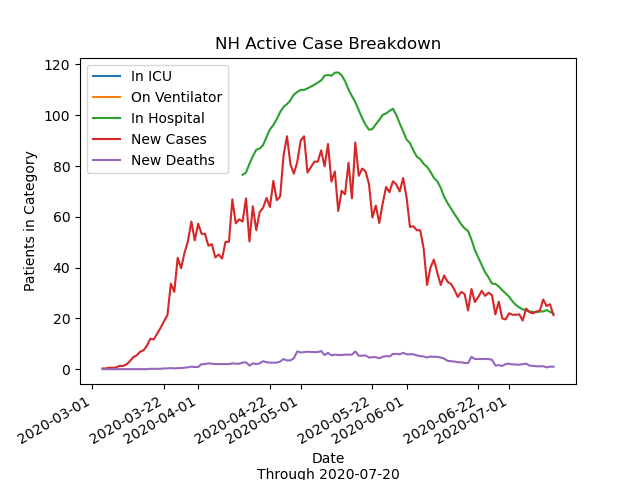 NH Active Case Breakdown
120
100
80
60
40
20
0
Patients in Category
In ICU
On Ventilator
In Hospital
New Cases
New Deaths
2020-03-01
2020-03-22
2020-04-01
2020-04-22
2020-05-01
2020-05-22
2020-06-01
2020-06-22
2020-07-01
Date
Through 2020-07-20